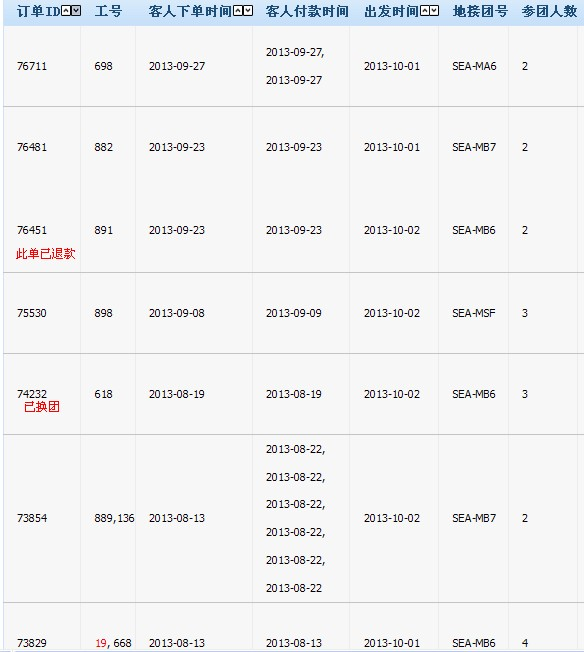 订单ID 工号 客人下单时间 客人付款时间 出发时间 地接团号 参团人数
76711 698 2013-09-27 2013-09-27, 2013-10-01 SEA-MA6 2
2013-09-27
76481 882 2013-09-23 2013-09-23 2013-10-01 SEA-MB7 2
76451 891 2013-09-23 2013-09-23 2013-10-02 SEA-MB6 2
此单已退款
75530 898 2013-09-08 2013-09-09 2013-10-02 SEA-MSF 3
74232 618 2013-08-19 2013-08-19 2013-10-02 SEA-MB6 3
已换团
2013-08-22,
2013-08-22,
2013-08-22,
73854 889,136 2013-08-13 2013-08-22, 2013-10-02 SEA-MB7 2
2013-08-22,
2013-08-22
73829 19, 668 2013-08-13 2013-08-13 2013-10-01 SEA-MB6 4